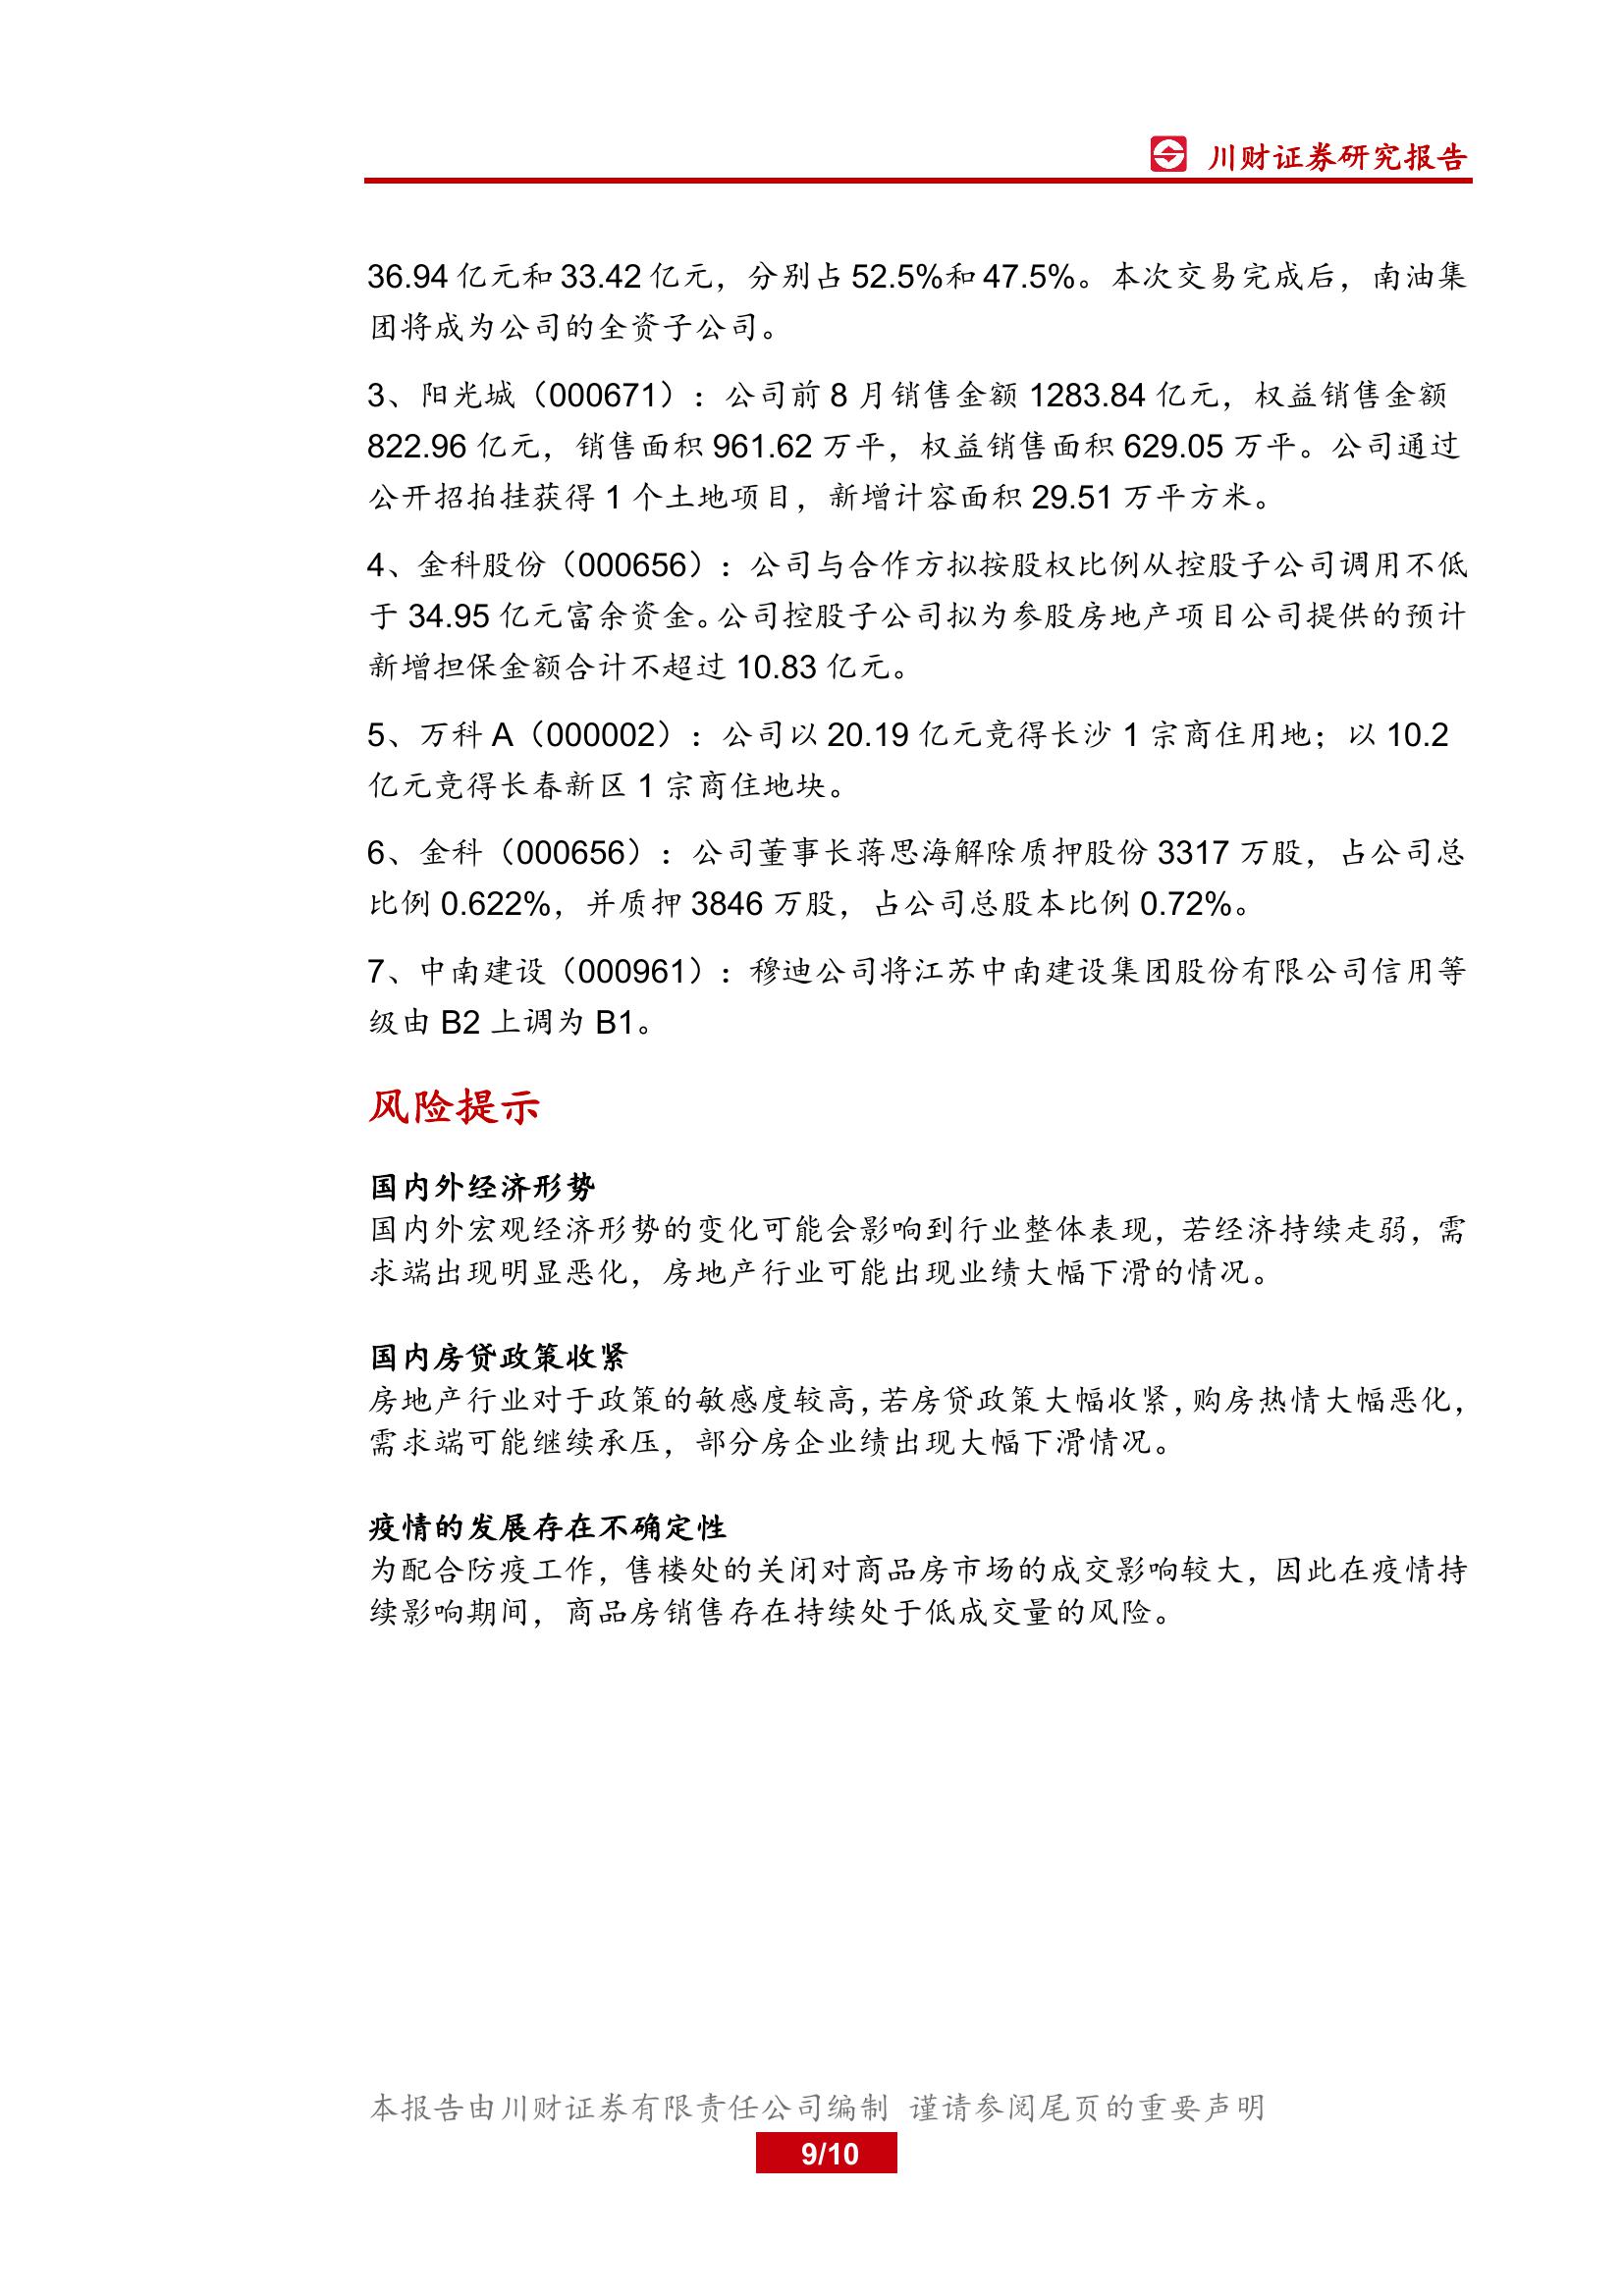 川财证券研究报告
36.94 亿元和 33.42 亿元，分别占 52.5%和 47.5%。本次交易完成后，南油集
团将成为公司的全资子公司。
3、阳光城（000671）：公司前 8 月销售金额 1283.84 亿元，权益销售金额
822.96 亿元，销售面积 961.62 万平，权益销售面积 629.05 万平。公司通过
公开招拍挂获得 1 个土地项目，新增计容面积 29.51 万平方米。
4、金科股份（000656）：公司与合作方拟按股权比例从控股子公司调用不低
于 34.95 亿元富余资金。公司控股子公司拟为参股房地产项目公司提供的预计
新增担保金额合计不超过 10.83 亿元。
5、万科 A（000002）：公司以 20.19 亿元竞得长沙 1 宗商住用地；以 10.2
亿元竞得长春新区 1 宗商住地块。
6、金科（000656）：公司董事长蒋思海解除质押股份 3317 万股，占公司总
比例 0.622%，并质押 3846 万股，占公司总股本比例 0.72%。
7、中南建设（000961）：穆迪公司将江苏中南建设集团股份有限公司信用等
级由 B2 上调为 B1。
风险提示
国内外经济形势
国内外宏观经济形势的变化可能会影响到行业整体表现，若经济持续走弱，需
求端出现明显恶化，房地产行业可能出现业绩大幅下滑的情况。
国内房贷政策收紧
房地产行业对于政策的敏感度较高，若房贷政策大幅收紧，购房热情大幅恶化，
需求端可能继续承压，部分房企业绩出现大幅下滑情况。
疫情的发展存在不确定性
为配合防疫工作，售楼处的关闭对商品房市场的成交影响较大，因此在疫情持
续影响期间，商品房销售存在持续处于低成交量的风险。
本报告由川财证券有限责任公司编制 谨请参阅尾页的重要声明
9/10